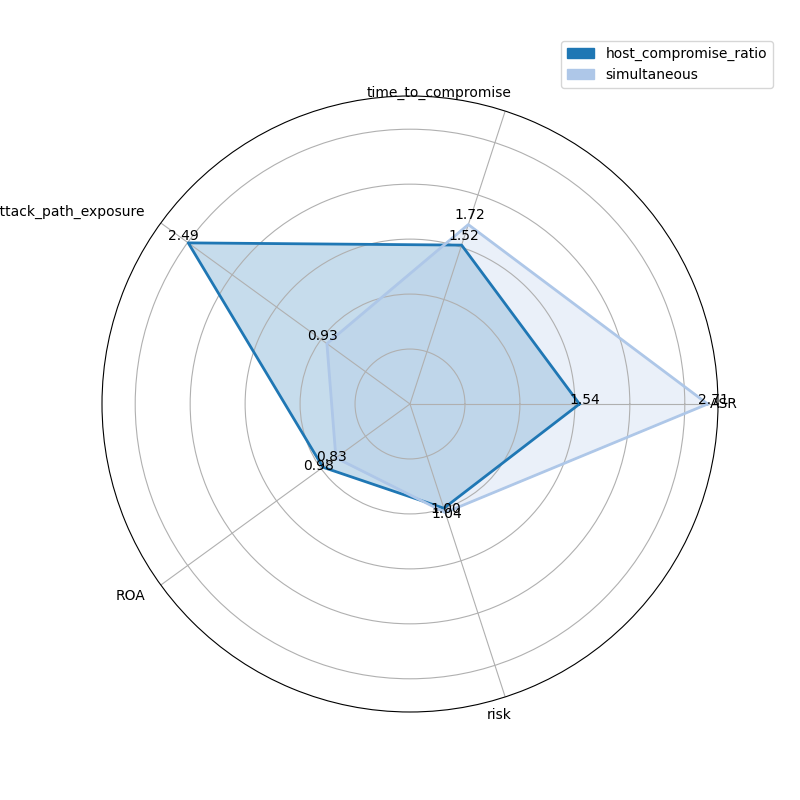 host_compromise_ratio
simultaneous
time_to_compromise
ttack_path_exposure
1.72
1.52
2.49
0.93
1.54
2.71
ASR
0.83
0.98
1.00
1.04
ROA
risk